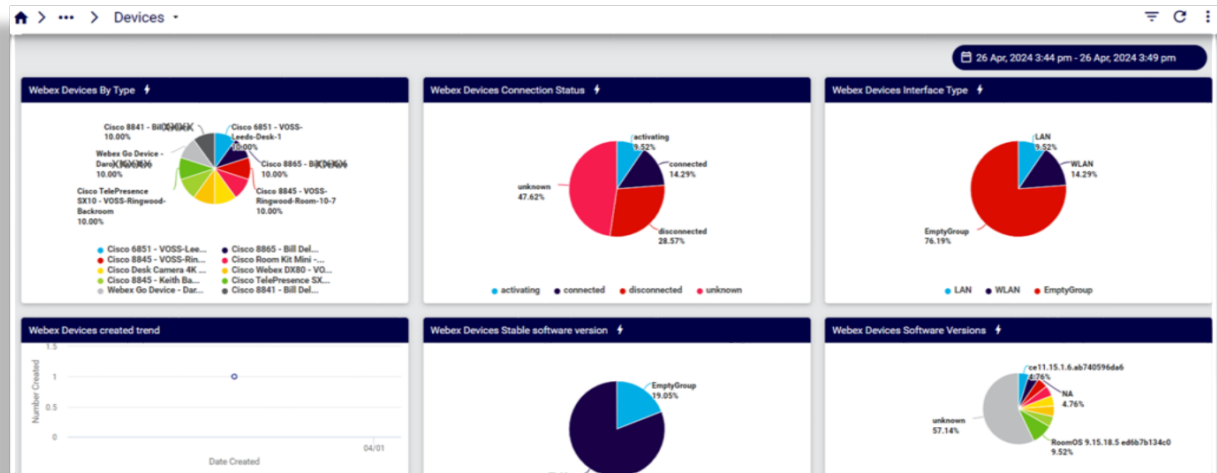 Devices
26 Apr, 2024 3:44 pm - 26 Apr, 2024 3:49 pm
Webex Devices By Type
Cisco 8841 - Bill
10.00%
Cisco 6851 - VOSS-
Leeds-Desk-1
10.00%
Webex Go Device -
10.00%
Cisco 8865 -
10.00%
Cisco TelePresence
SX10 - VOSS-Ringwood-
Backroom
10.00%
Cisco 8845 - VOSS-
Ringwood-Room-10-7
10.00%
Cisco 6851 - VOSS-Lee...
Cisco 8865 - Bill Del...
Cisco 8845 - VOSS-Rin...
Cisco Room Kit Mini -...
Cisco Desk Camera 4K ...
Cisco Webex DX80 - VO...
Cisco 8845 - Keith Ba...
Cisco TelePresence SX...
Webex Go Device - Dar...
Cisco 8841 - Bill Del...
Webex Devices Connection Status
activating
9.52%
connected
14.29%
unknown
47.62%
disconnected
28.57%
activating
connected
disconnected
unknown
Webex Devices Interface Type
LAN
9.52%
WLAN
14.29%
EmptyGroup
76.19%
LAN
WLAN
EmptyGroup
Webex Devices created trend
1.5
1
0.5
0
Number Created
04/01
Date Created
Webex Devices Stable software version
EmptyGroup
19.05%
Webex Devices Software Versions
ce11.15.1.6.ab740596da6
4.76%
NA
4.76%
unknown
57.14%
RoomOS 9.15.18.5 ed6b7b134c0
9.52%